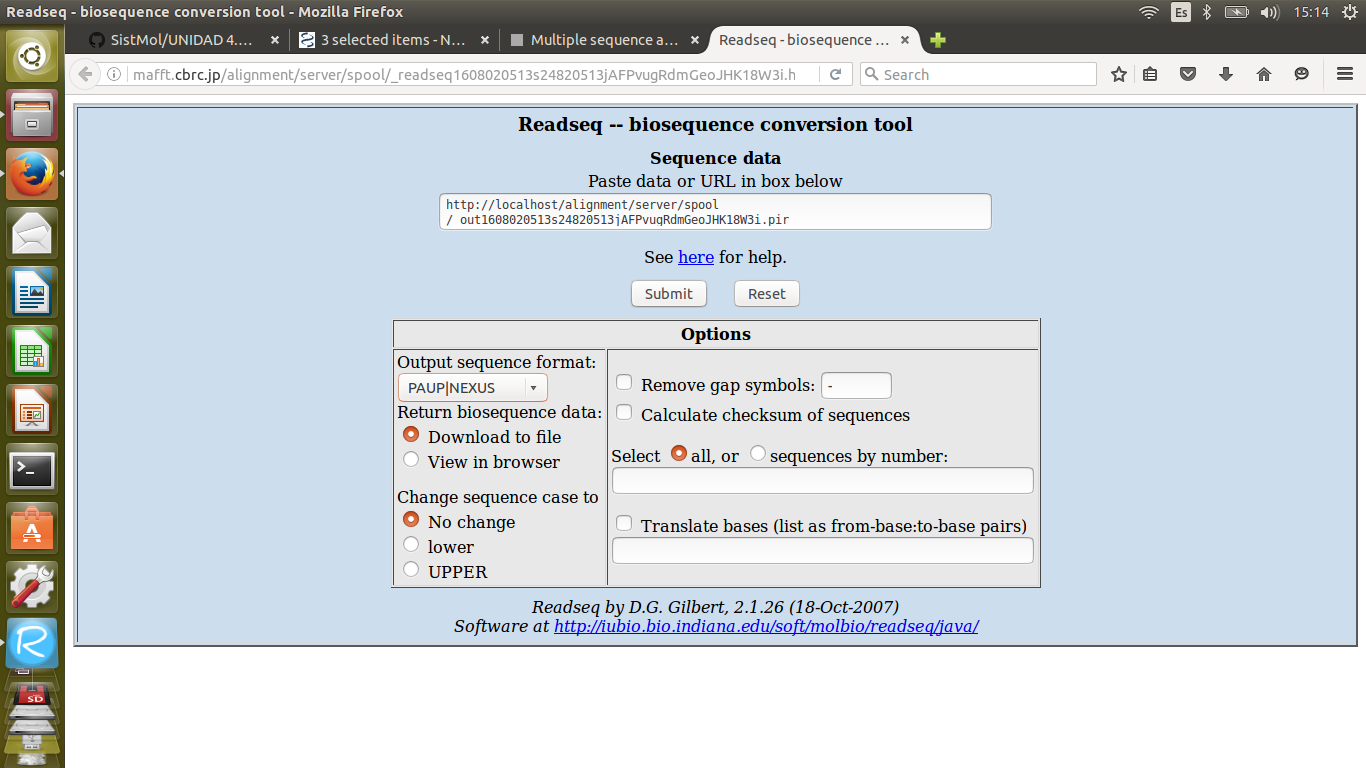 Readseq - biosequence conversion tool - Mozilla Firefox
Es
15:14
SistMol/UNIDAD 4....
3 selected items - N...
Multiple sequence a...
Readseq - biosequence ...
mafft.cbrc.jp/alignment/server/spool/_readseq1608020513s24820513jAFPvugRdmGeoJHK18W3i.h
Search
Readseq -- biosequence conversion tool
Sequence data
Paste data or URL in box below
http://localhost/alignment/server/spool
/_out1608020513s24820513jAFPvugRdmGeoJHK18W3i.pir
See here for help.
Submit
Reset
Options
Output sequence format:
PAUP|NEXUS
Return biosequence data:
Download to file
View in browser
Change sequence case to
No change
lower
UPPER
Remove gap symbols: -
Calculate checksum of sequences
Select all, or sequences by number:
Translate bases (list as from-base:to-base pairs)
Readseq by D.G. Gilbert, 2.1.26 (18-Oct-2007)
Software at http://iubio.bio.indiana.edu/soft/molbio/readseq/java/
SD